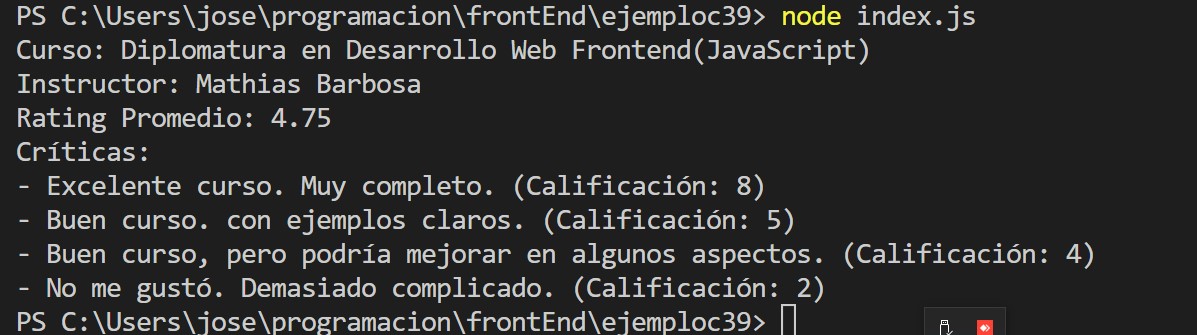 PS C:\Users\jose\programacion\frontEnd\ejemploc39> node index.js
Curso: Diplomatura en Desarrollo Web Frontend(JavaScript)
Instructor: Mathias Barbosa
Rating Promedio: 4.75
Críticas:
- Excelente curso. Muy completo. (Calificación: 8)
- Buen curso. con ejemplos claros. (Calificación: 5)
- Buen curso, pero podría mejorar en algunos aspectos. (Calificación: 4)
- No me gustó. Demasiado complicado. (Calificación: 2)
PS C:\Users\jose\programacion\frontEnd\ejemploc39>